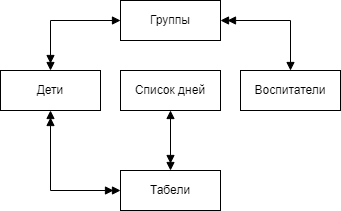 Группы
Дети
Список дней
Воспитатели
Табели